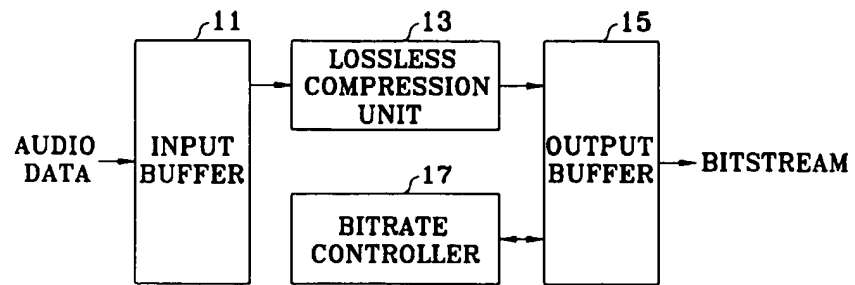 11
13
15
LOSSLESS
COMPRESSION
UNIT
AUDIO
DATA
INPUT
BUFFER
OUTPUT
BUFFER
BITSTREAM
17
BITRATE
CONTROLLER